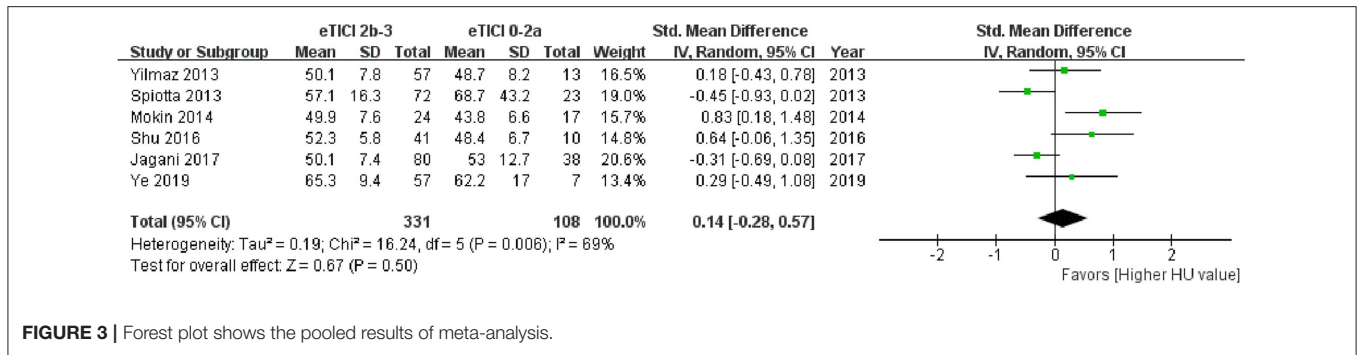 eTICI 2b-3 eTICI 0-2a Std. Mean Difference Std. Mean Difference
Study or Subgroup Mean SD Total Mean SD Total Weight IV, Random, 95% CI Year IV, Random, 95% CI
Yilmaz 2013 50.1 7.8 57 48.7 8.2 13 16.5% 0.18 [-0.43, 0.78] 2013
Spiotta 2013 57.1 16.3 72 68.7 43.2 23 19.0% -0.45 [-0.93, 0.02] 2013
Mokin 2014 49.9 7.6 24 43.8 6.6 17 15.7% 0.83 [0.18, 1.48] 2014
Shu 2016 52.3 5.8 41 48.4 6.7 10 14.8% 0.64 [-0.06, 1.35] 2016
Jagani 2017 50.1 7.4 80 53 12.7 38 20.6% -0.31 [-0.69, 0.08] 2017
Ye 2019 65.3 9.4 57 62.2 17 7 13.4% 0.29 [-0.49, 1.08] 2019
Total (95% CI) 331 108 100.0% 0.14 [-0.28, 0.57]
Heterogeneity: Tau² = 0.19; Chi² = 16.24, df = 5 (P = 0.006); I² = 69%
Test for overall effect: Z = 0.67 (P = 0.50)
-2 -1 0 1 2
Favors [Higher HU value]
FIGURE 3 | Forest plot shows the pooled results of meta-analysis.